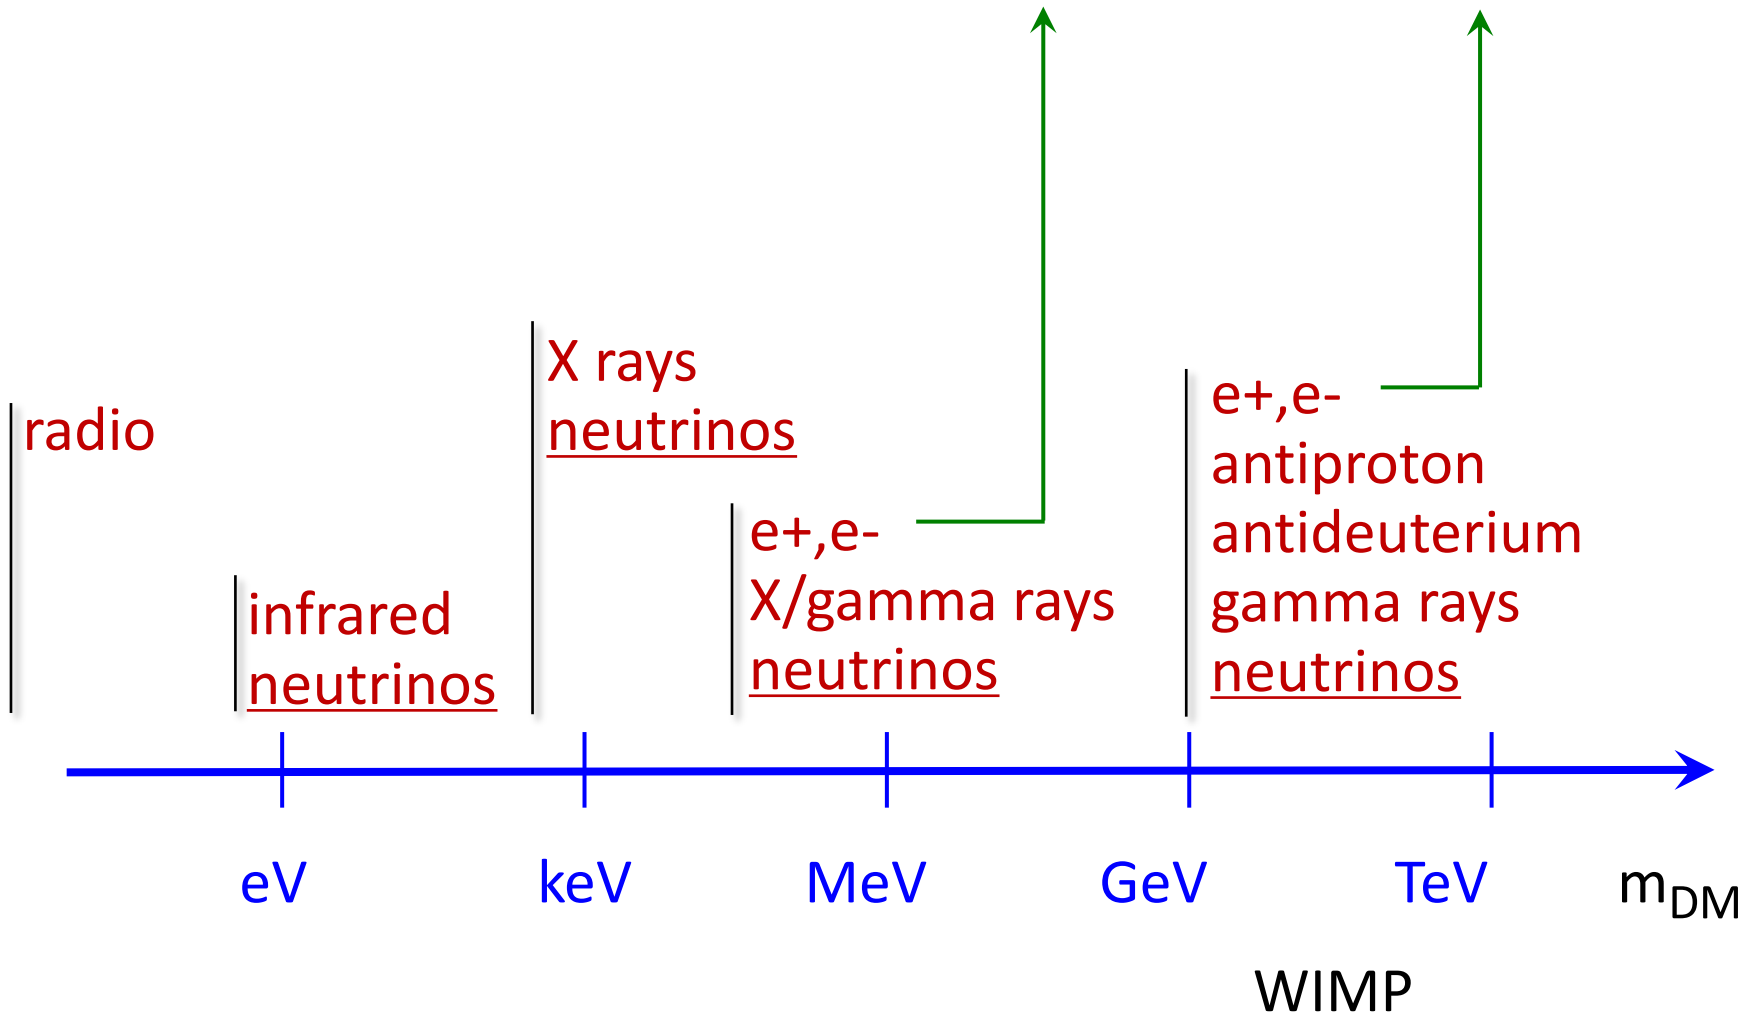 radio
infrared
neutrinos
X rays
neutrinos
e+,e-
X/gamma rays
neutrinos
e+,e-
antiproton
antideuterium
gamma rays
neutrinos
eV
keV
MeV
GeV
TeV
mDM
WIMP